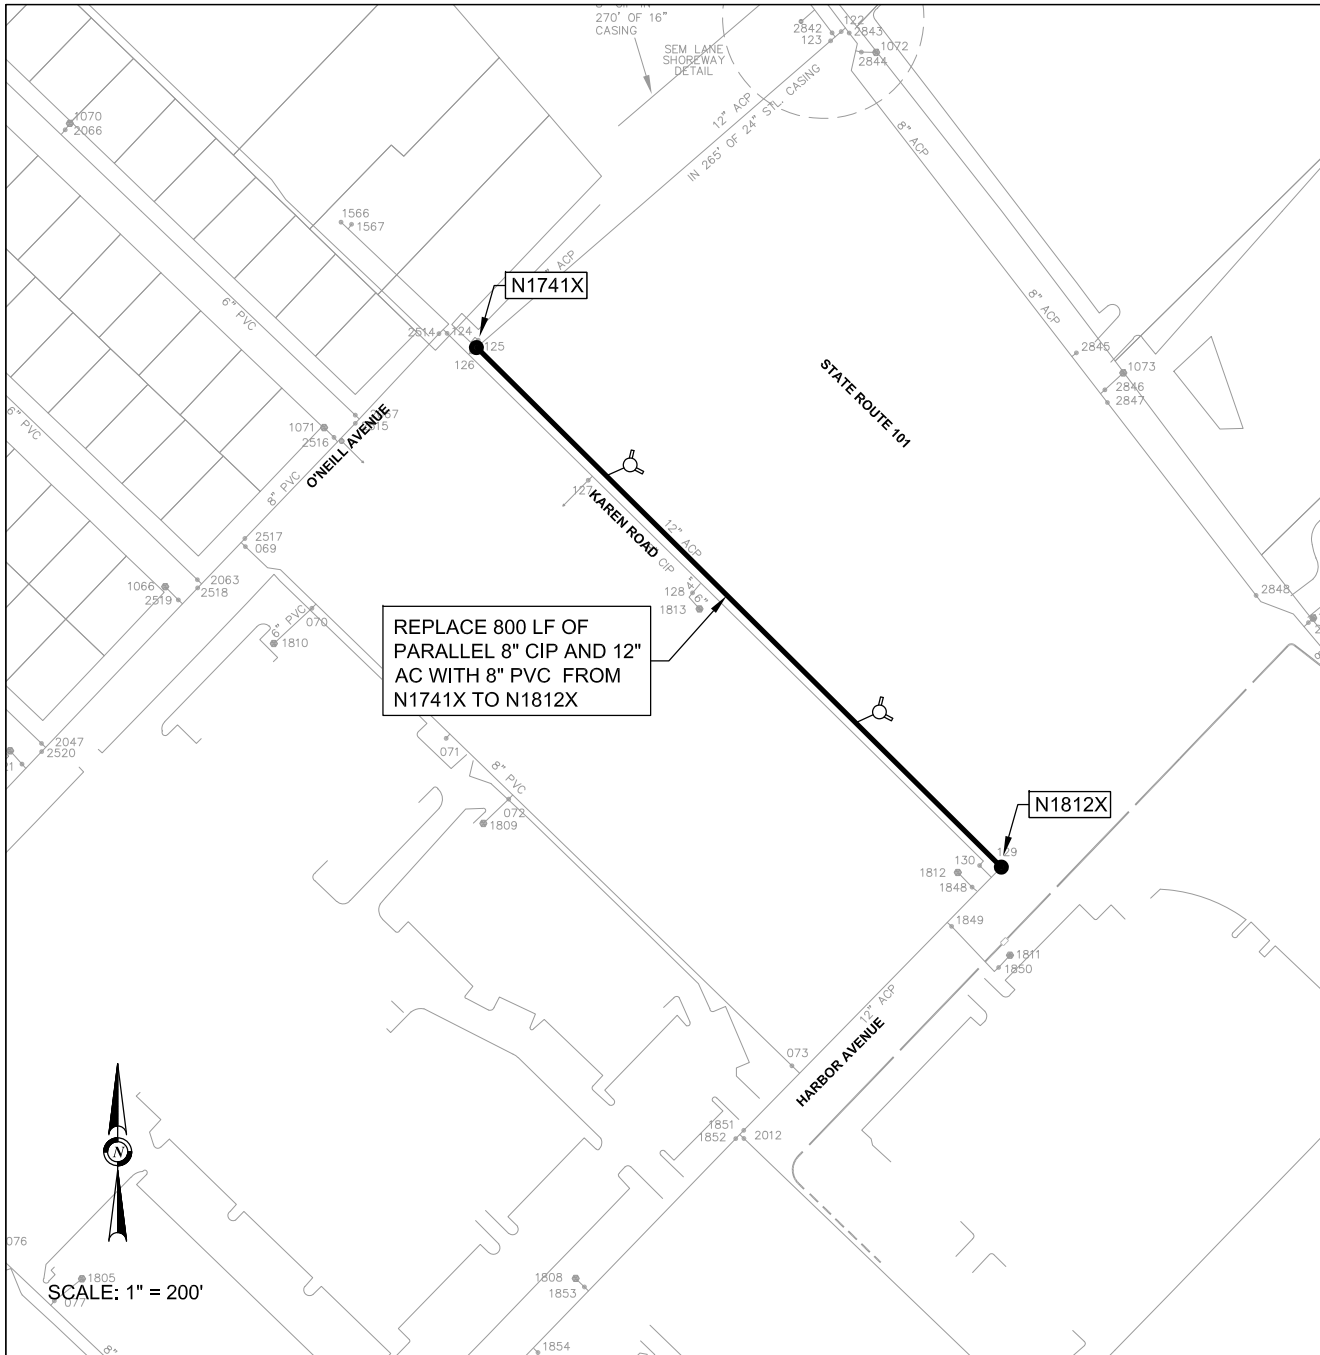 270' OF 16"
CASING
SEM LANE
SHOREWAY
DETAIL
2842
123
122
2843
1072
2844
12" ACP
IN 265' OF 24" STL. CASING
8" ACP
1070
2066
1566
1567
6" PVC
ACP
N1741X
2514
124
125
126
8" ACP
2845
1073
2846
2847
STATE ROUTE 101
6" PVC
1071
2516
O'NEILL AVENUE
8" PVC
127
KAREN ROAD
12" ACP
CIP
2517
069
2063
2518
1066
2519
128
1813
6"
2848
070
6" PVC
1810
REPLACE 800 LF OF
PARALLEL 8" CIP AND 12"
AC WITH 8" PVC FROM
N1741X TO N1812X
2047
2520
071
8" PVC
072
1809
N1812X
129
130
1812
1848
1849
1811
1850
12" ACP
HARBOR AVENUE
073
1851
1852
2012
N
076
1805
077
SCALE: 1" = 200'
1808
1853
1854
8"